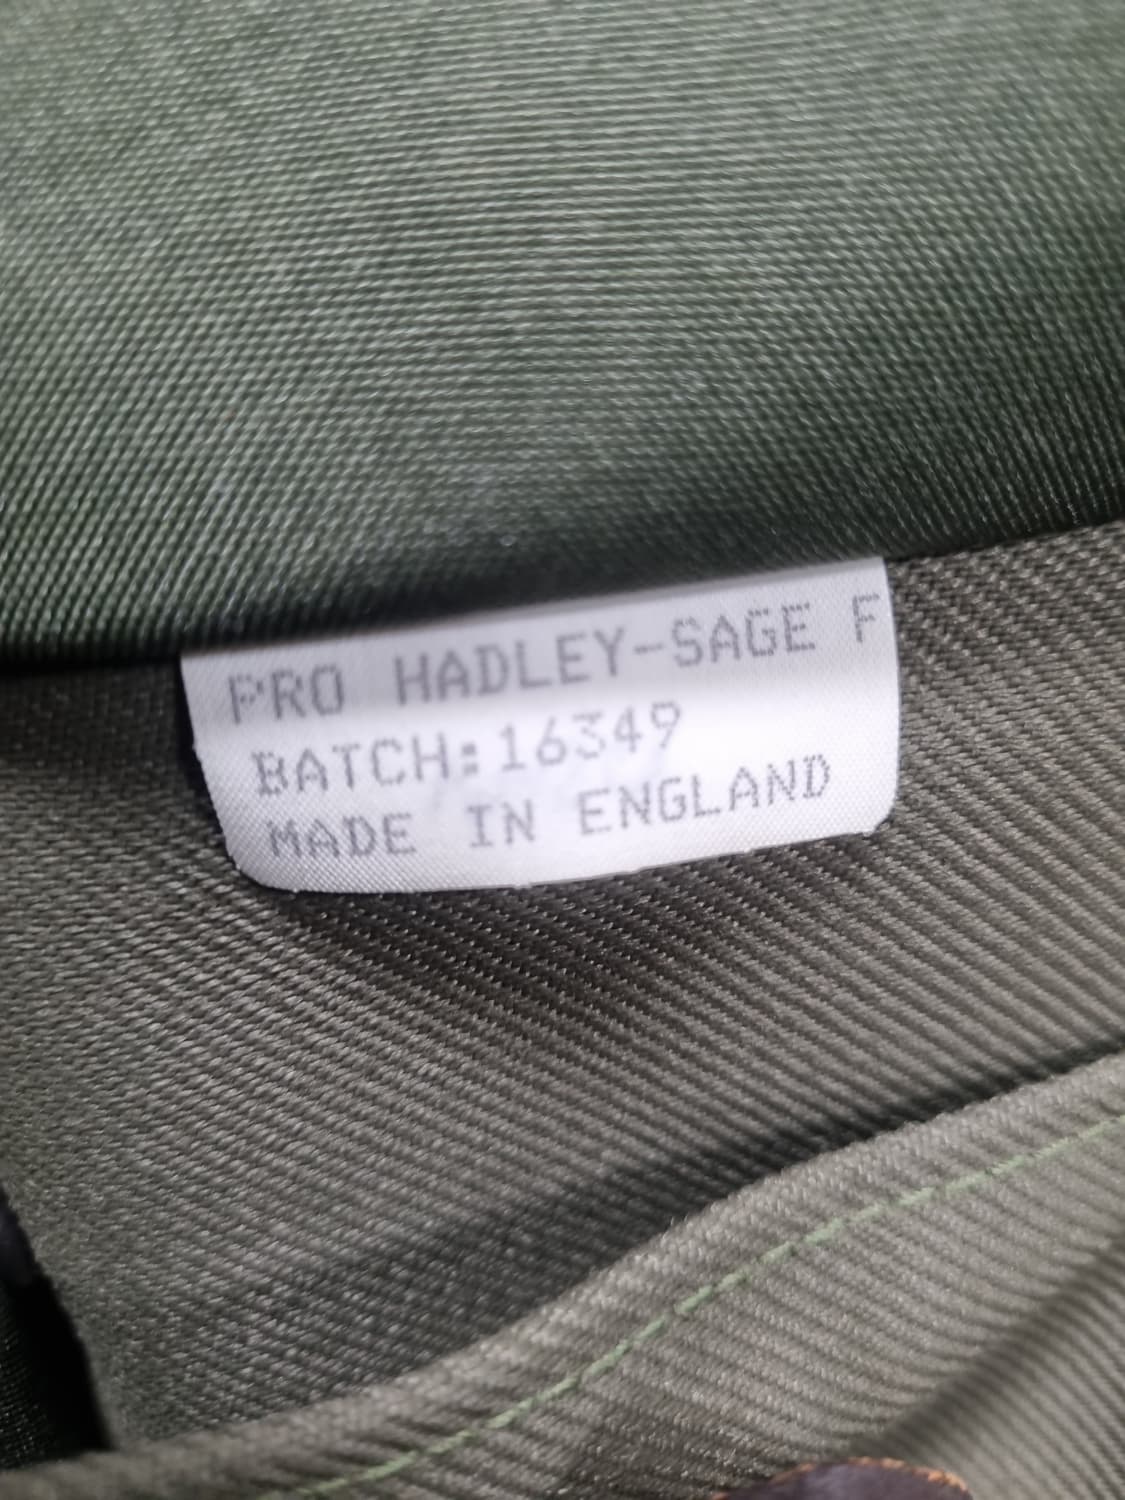 PRO HADLEY-SAGE F
BATCH:16349
MADE IN ENGLAND